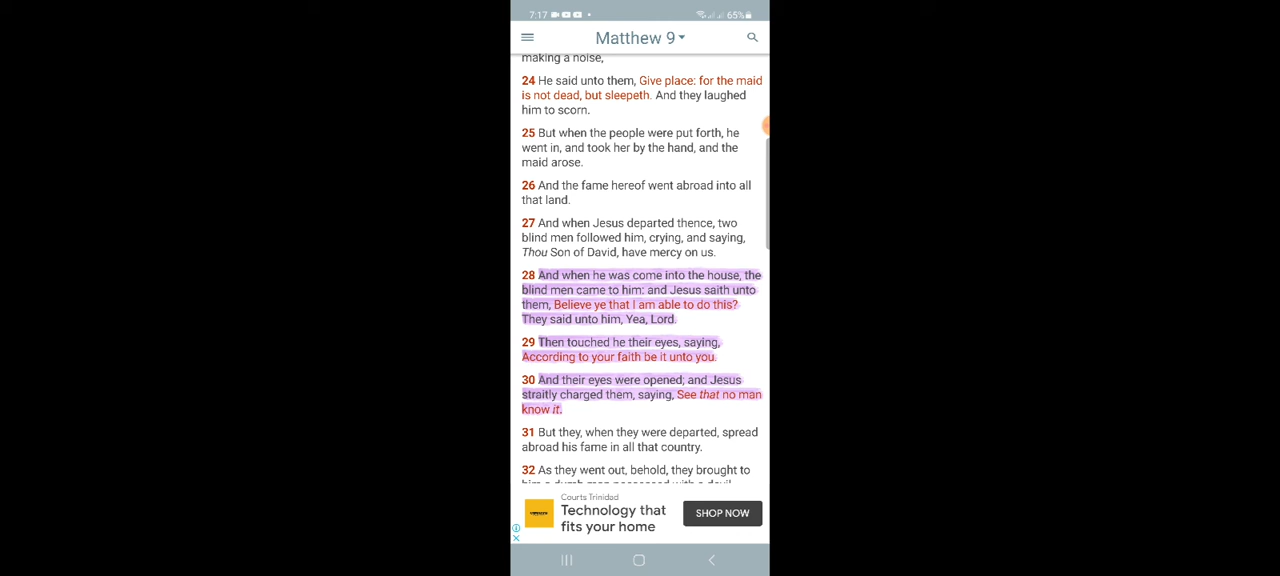 7:17 65%
Matthew 9
making a noise,
24 He said unto them, Give place: for the maid
is not dead, but sleepeth. And they laughed
him to scorn.
25 But when the people were put forth, he
went in, and took her by the hand, and the
maid arose.
26 And the fame hereof went abroad into all
that land.
27 And when Jesus departed thence, two
blind men followed him, crying, and saying,
Thou Son of David, have mercy on us.
28 And when he was come into the house, the
blind men came to him: and Jesus saith unto
them, Believe ye that I am able to do this?
They said unto him, Yea, Lord.
29 Then touched he their eyes, saying,
According to your faith be it unto you.
30 And their eyes were opened; and Jesus
straitly charged them, saying, See that no man
know it.
31 But they, when they were departed, spread
abroad his fame in all that country.
32 As they went out, behold, they brought to
him a dumb man possessed with a devil
Courts Trinidad
Technology that
fits your home
SHOP NOW